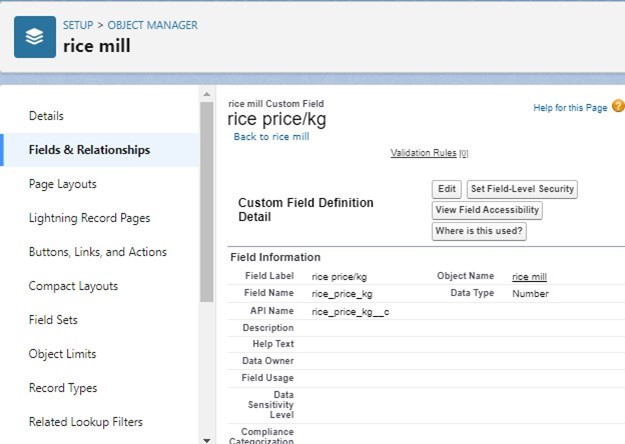 SETUP > OBJECT MANAGER
rice mill
Details
Fields & Relationships
Page Layouts
Lightning Record Pages
Buttons, Links, and Actions
Compact Layouts
Field Sets
Object Limits
Record Types
Related Lookup Filters
rice mill Custom Field
rice price/kg
Back to rice mill
Help for this Page ?
Validation Rules [0]
Custom Field Definition
Detail
Edit Set Field-Level Security
View Field Accessibility
Where is this used?
Field Information
Field Label rice price/kg Object Name rice mill
Field Name rice_price_kg Data Type Number
API Name rice_price_kg__c
Description
Help Text
Data Owner
Field Usage
Data
Sensitivity
Level
Compliance
Categorization